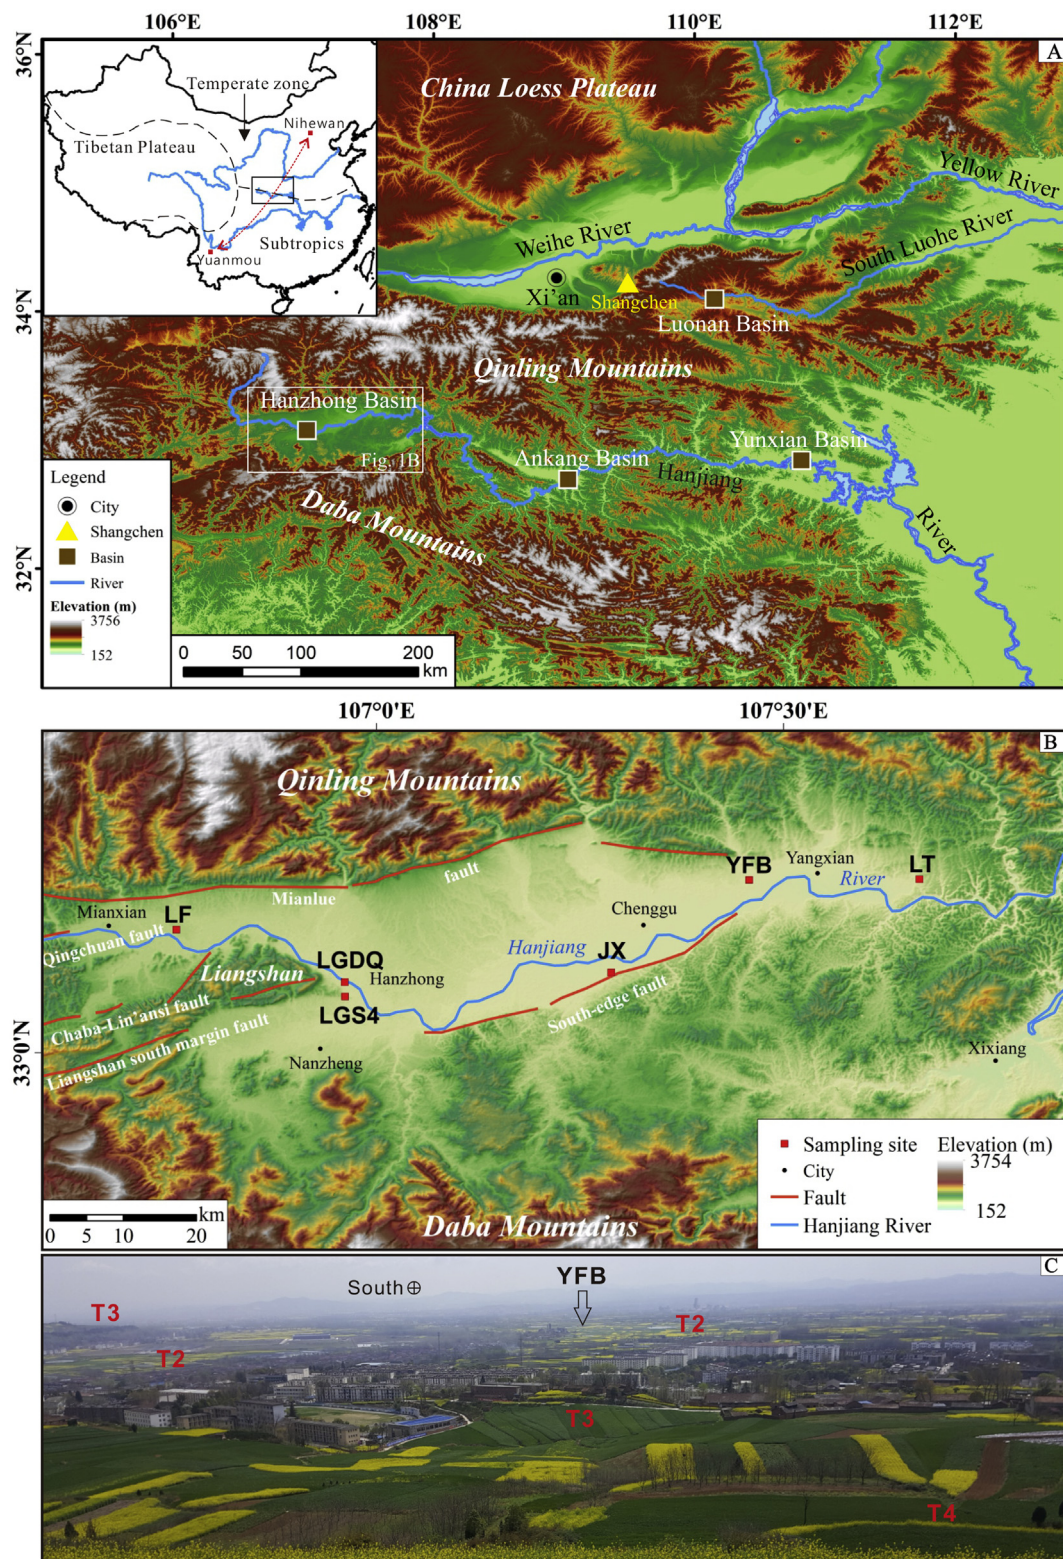 106°E
108°E
110°E
112°E
36°N
34°N
32°N
A
China Loess Plateau
Temperate zone
Nihewan
Tibetan Plateau
Subtropics
Yuanmou
Yellow River
South Luohe River
Weihe River
Xi'an
Shangchen
Luonan Basin
Qinling Mountains
Hanzhong Basin
Fig. 1B
Ankang Basin
Yunxian Basin
Hanjiang
River
Daba Mountains
Legend
City
Shangchen
Basin
River
Elevation (m)
3756
152
0 50 100 200
km
107°0'E
107°30'E
33°0'N
B
Qinling Mountains
Mianlue
fault
YFB
Yangxian
LT
River
Mianxian
LF
Qingchuan fault
Chenggu
Hanjiang
JX
LGDQ
Hanzhong
Liangshan
LGS4
South-edge fault
Chaba-Lin'ansi fault
Liangshan south margin fault
Nanzheng
Xixiang
Daba Mountains
Sampling site
City
Fault
Hanjiang River
Elevation (m)
3754
152
km
0 5 10 20
C
South
YFB
T3
T2
T2
T3
T4